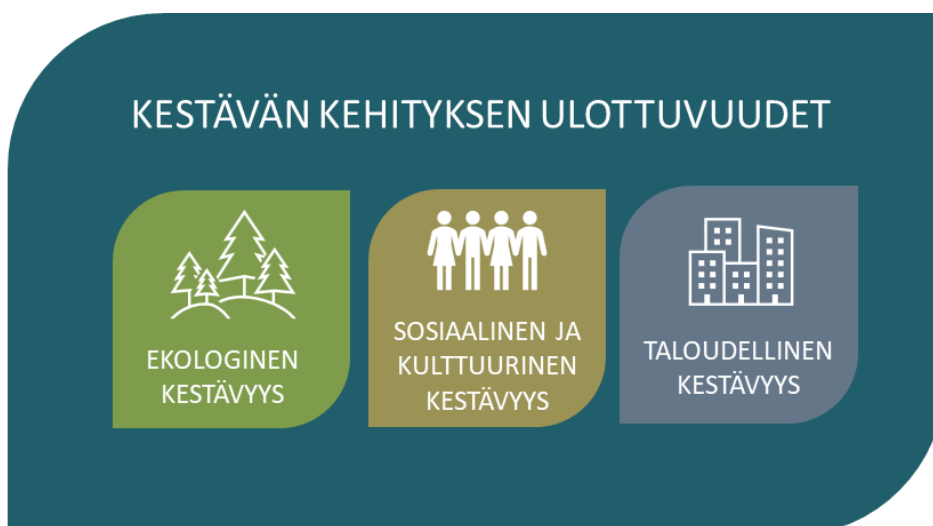 KESTÄVÄN KEHITYKSEN ULOTTUVUUDET
EKOLOGINEN
KESTÄVYYS
SOSIAALINEN JA
KULTTUURINEN
KESTÄVYYS
TALOUDELLINEN
KESTÄVYYS